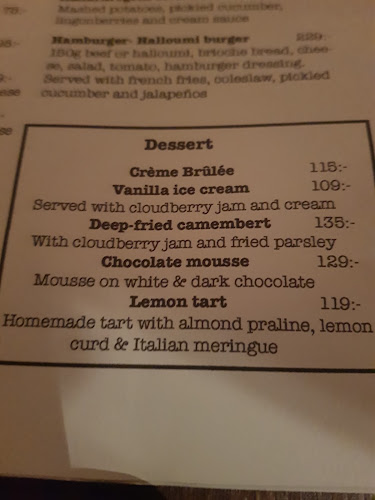 78:- Mashed potatoes, pickled cucumber,
lingonberries and cream sauce
Hamburger- Halloumi burger 229:-
180g beef or halloumi, brioche bread, chee-
se, salad, tomato, hamburger dressing.
Served with french fries, coleslaw, pickled
cucumber and jalapeños
Dessert
Crème Brûlée 115:-
Vanilla ice cream 109:-
Served with cloudberry jam and cream
Deep-fried camembert 135:-
With cloudberry jam and fried parsley
Chocolate mousse 129:-
Mousse on white & dark chocolate
Lemon tart 119:-
Homemade tart with almond praline, lemon
curd & Italian meringue